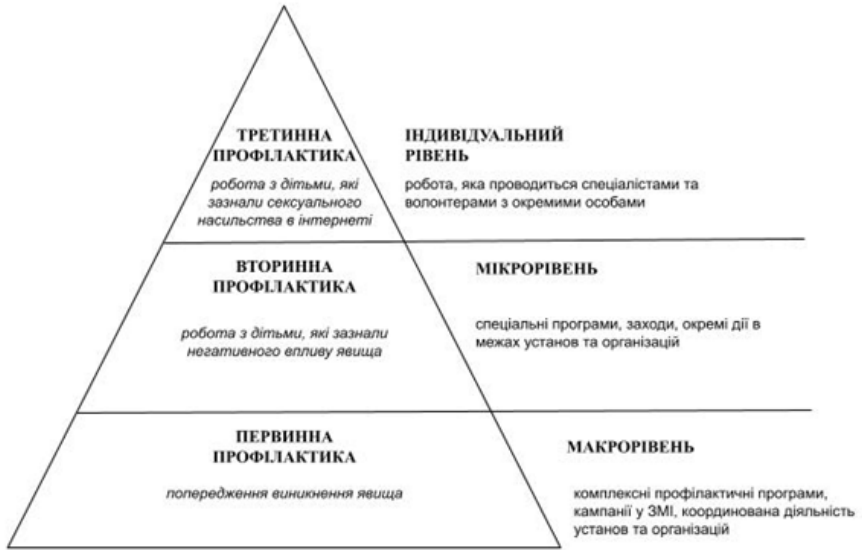 ТРЕТИННА
ПРОФІЛАКТИКА
робота з дітьми, які
зазнали сексуального
насильства в інтернеті
ІНДИВІДУАЛЬНИЙ
РІВЕНЬ
робота, яка проводиться спеціалістами та
волонтерами з окремими особами
ВТОРИННА
ПРОФІЛАКТИКА
робота з дітьми, які зазнали
негативного впливу явища
МІКРОРІВЕНЬ
спеціальні програми, заходи, окремі дії в
межах установ та організацій
ПЕРВИННА
ПРОФІЛАКТИКА
попередження виникнення явища
МАКРОРІВЕНЬ
комплексні профілактичні програми,
кампанії у ЗМІ, координована діяльність
установ та організацій